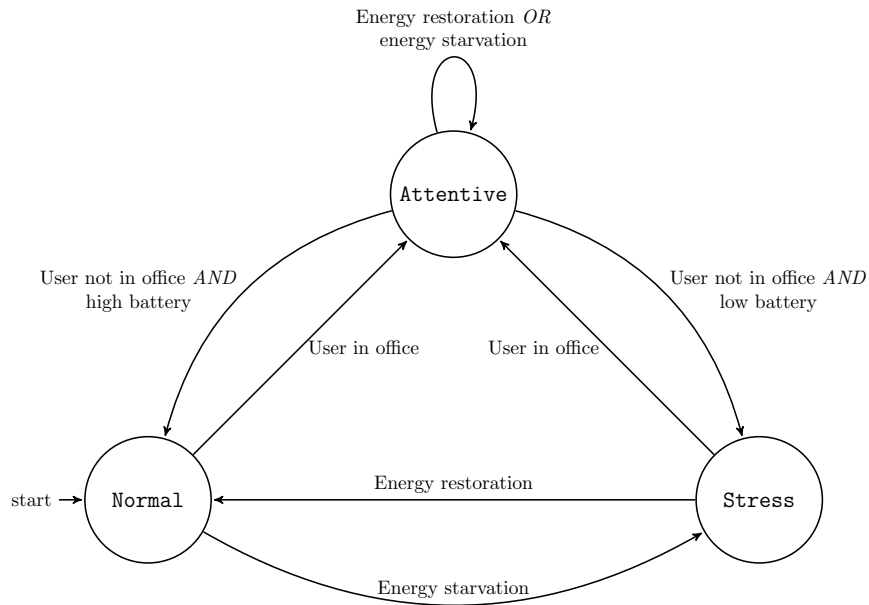 Energy restoration OR
energy starvation
Attentive
User not in office AND
high battery
User not in office AND
low battery
User in office
User in office
Energy restoration
start
Normal
Stress
Energy starvation